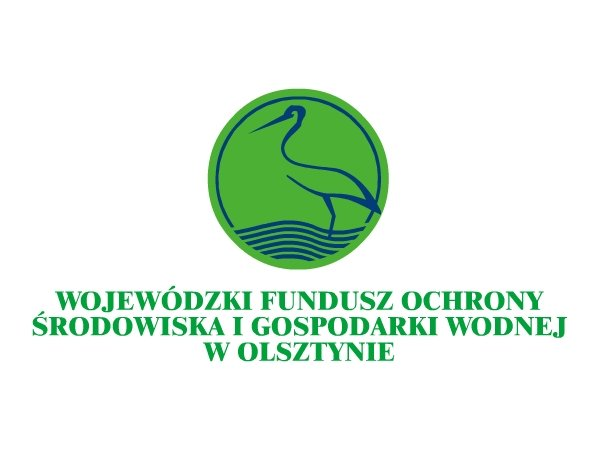 WOJEWÓDZKI FUNDUSZ OCHRONY
ŚRODOWISKA I GOSPODARKI WODNEJ
W OLSZTYNIE